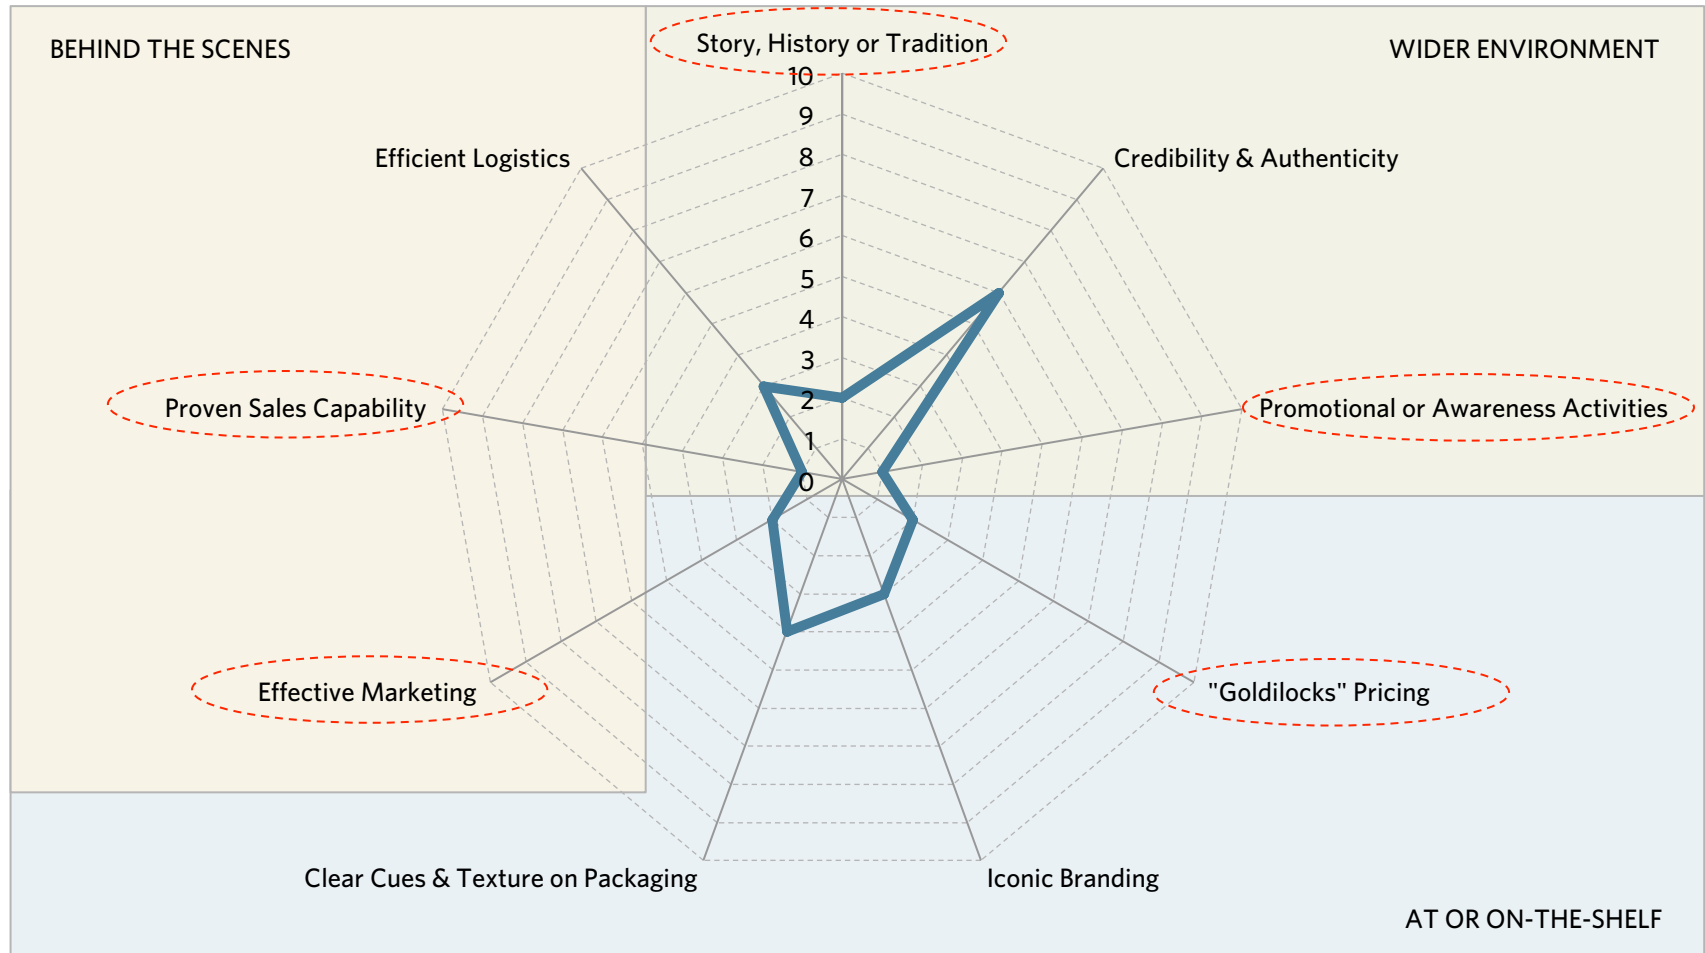 BEHIND THE SCENES
Story, History or Tradition
WIDER ENVIRONMENT
10
9
Efficient Logistics
8
Credibility & Authenticity
7
6
5
4
3
2
Proven Sales Capability
Promotional or Awareness Activities
1
0
Effective Marketing
"Goldilocks" Pricing
Clear Cues & Texture on Packaging
Iconic Branding
AT OR ON-THE-SHELF